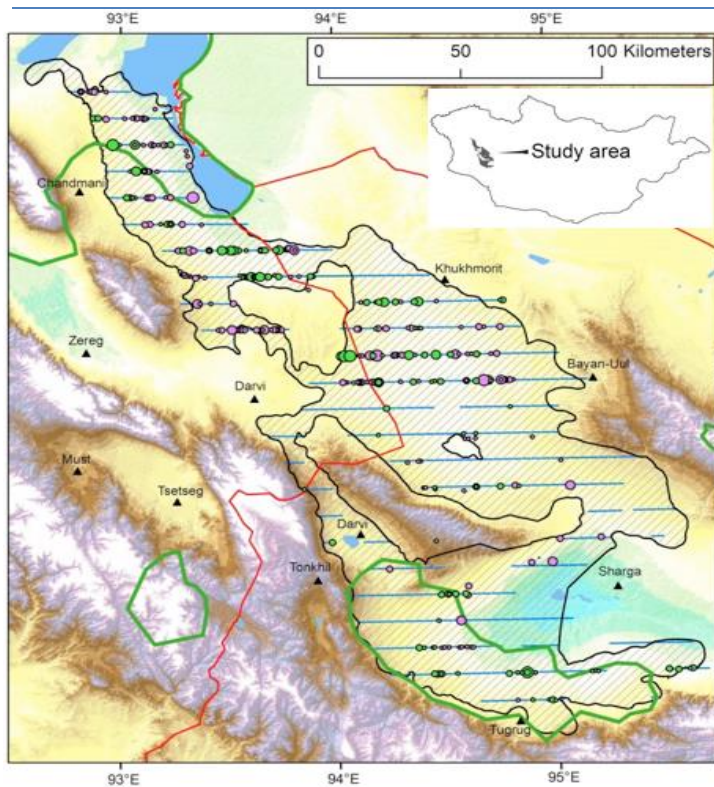 93°E 94°E 95°E
0 50 100 Kilometers
Study area
Chandmani
Khukhmorit
Zereg
Bayan-Uul
Darvi
Must
Tsetseg
Darvi
Tonkhil
Sharga
Tugrug
93°E 94°E 95°E